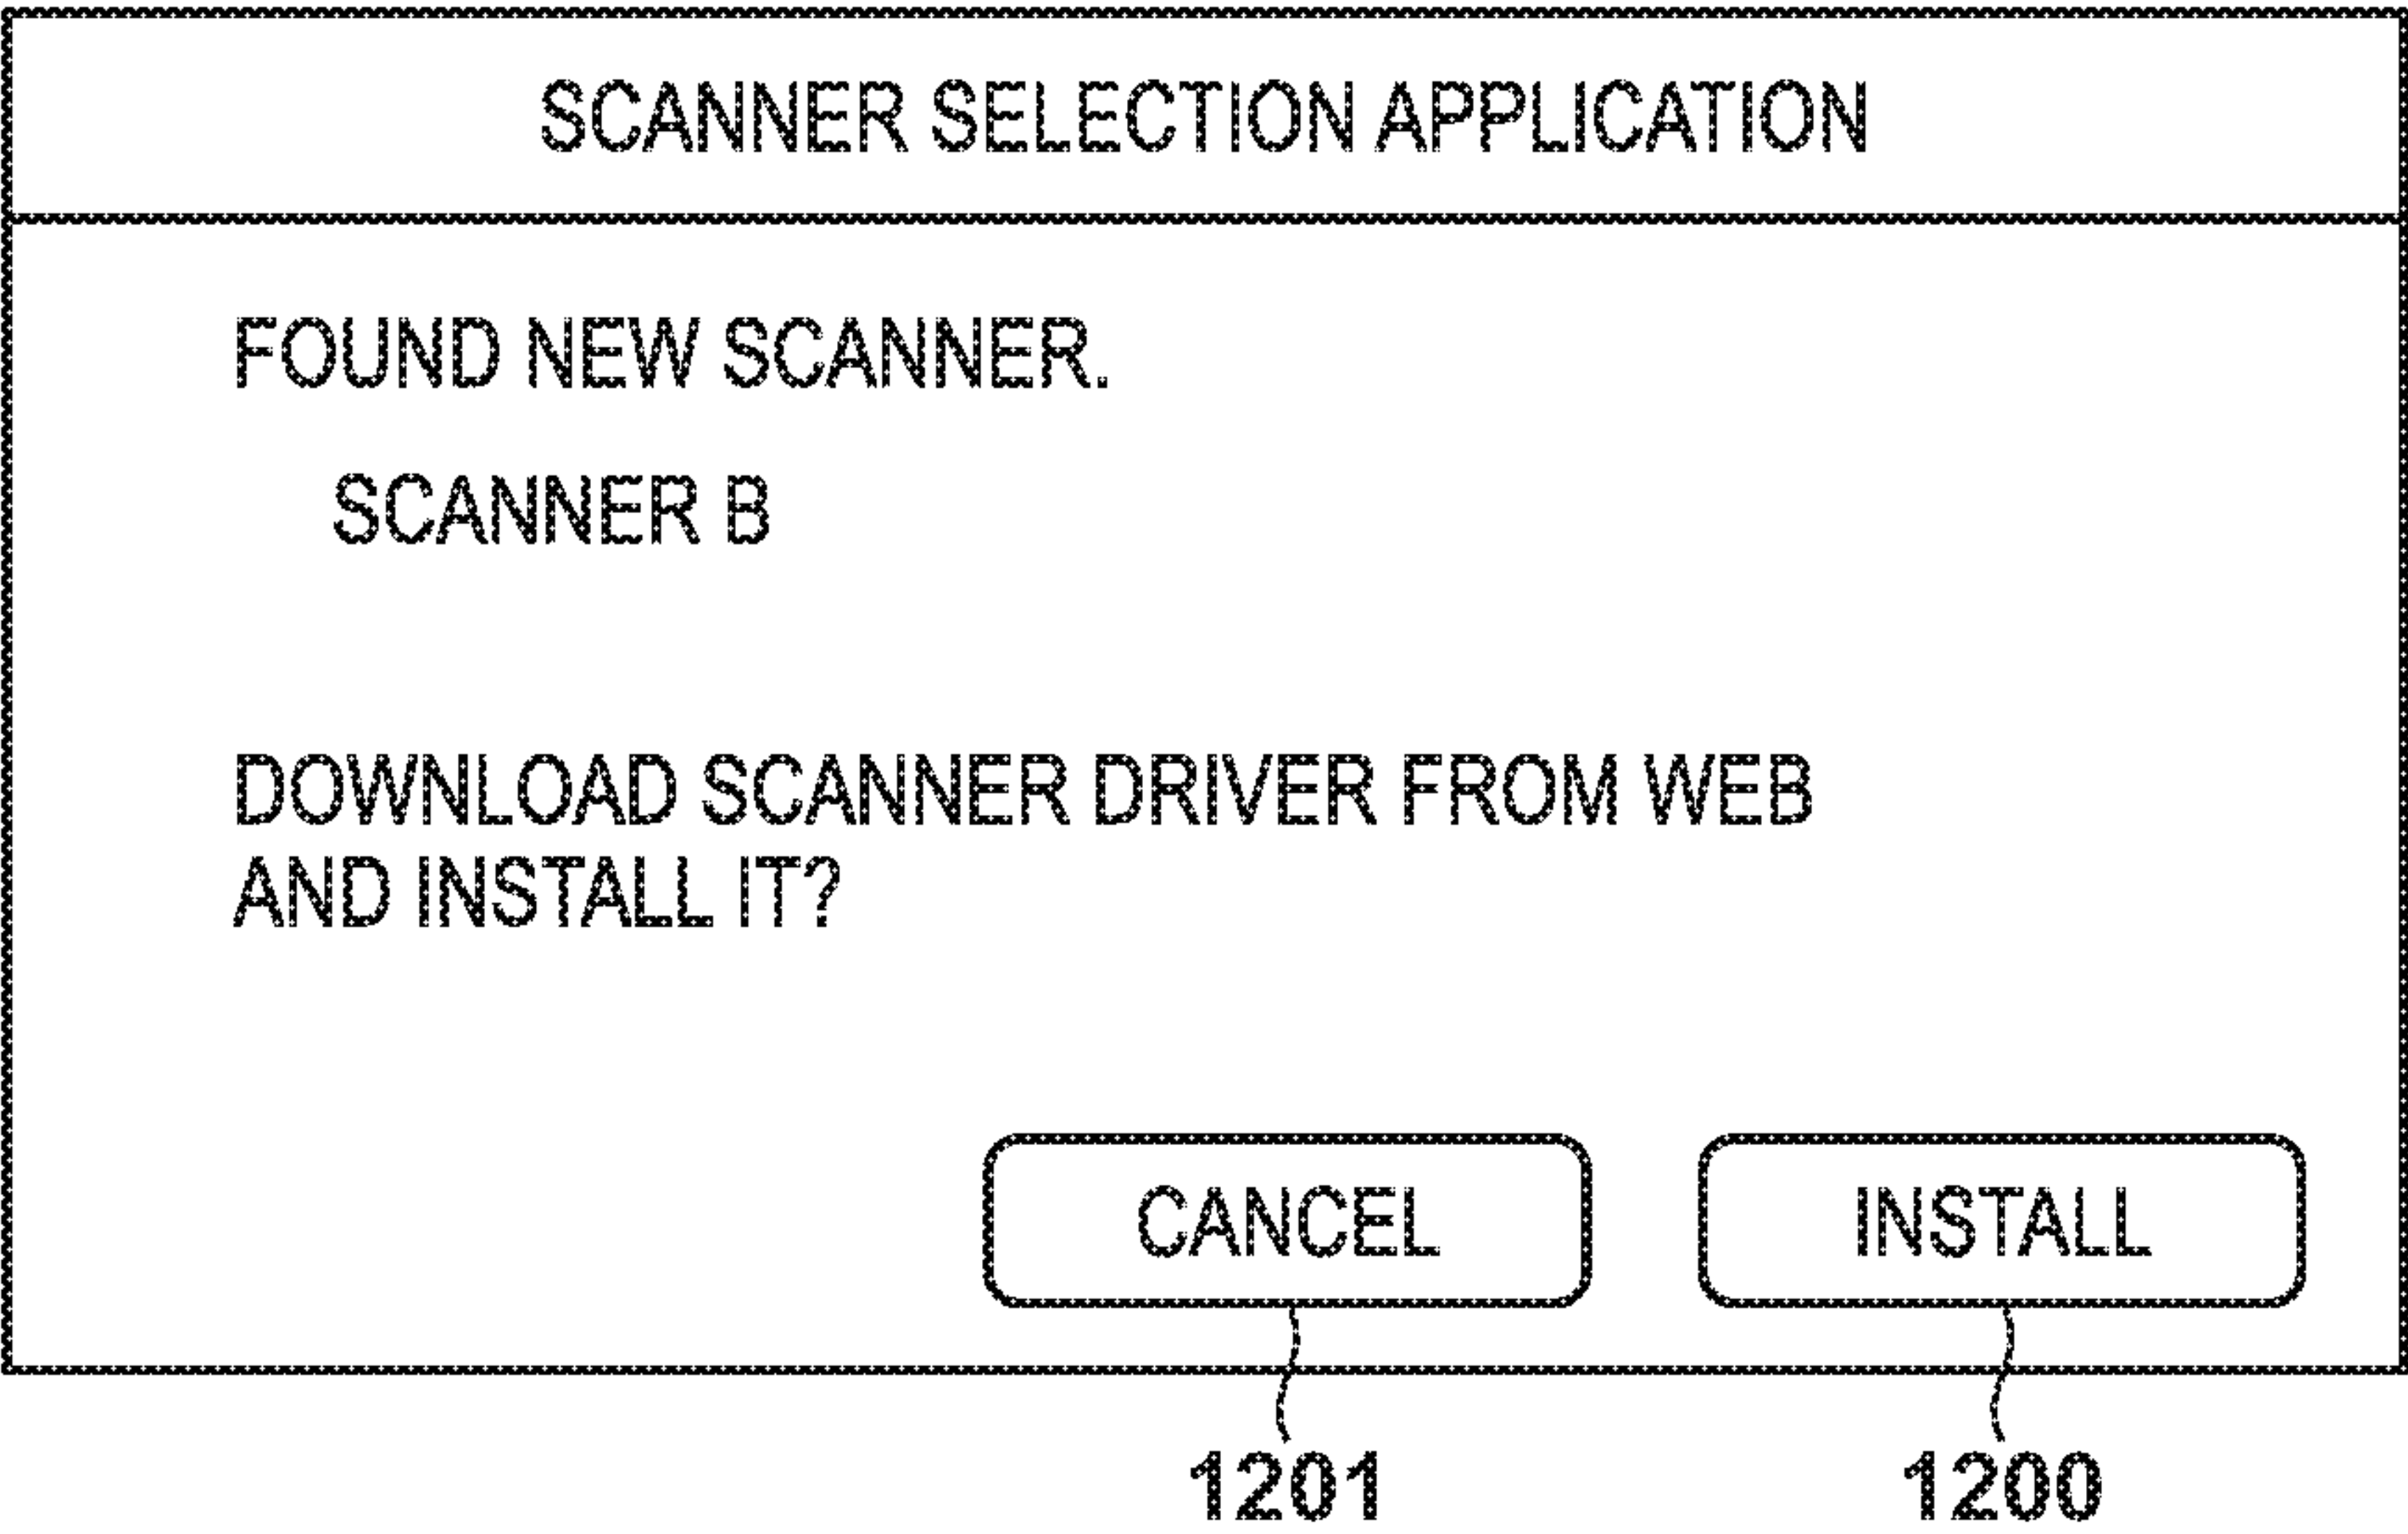 SCANNER SELECTION APPLICATION
FOUND NEW SCANNER.
SCANNER B
DOWNLOAD SCANNER DRIVER FROM WEB
AND INSTALL IT?
CANCEL INSTALL
1201 1200